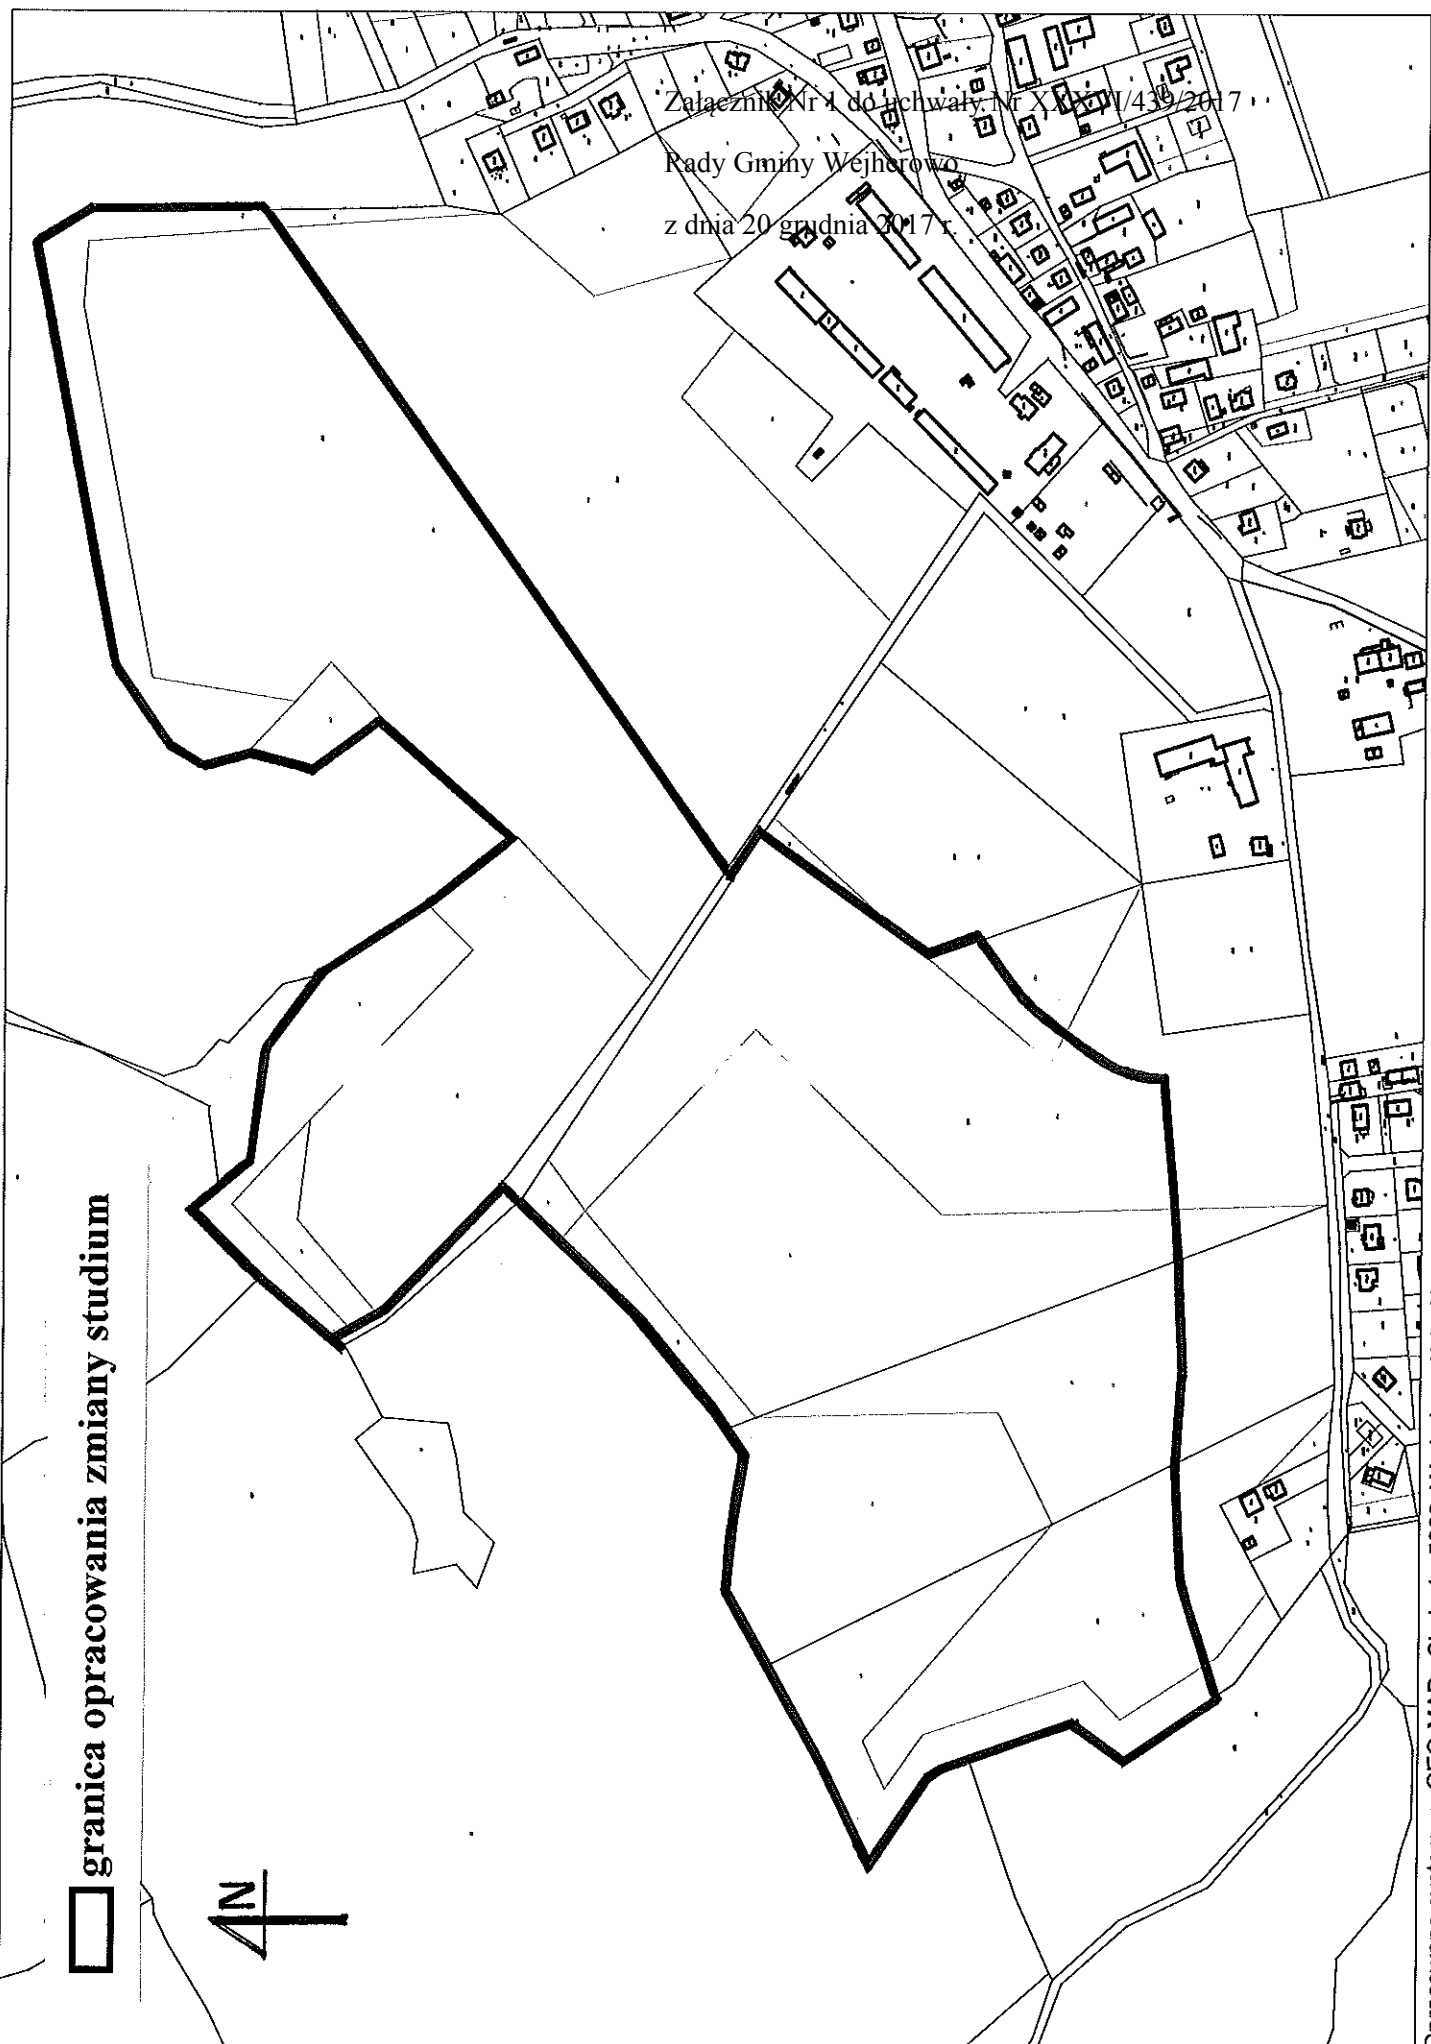 Załącznik Nr 1 do uchwały Nr XXXVI/439/2017
Rady Gminy Wejherowo
z dnia 20 grudnia 2017 r.
granica opracowania zmiany studium
N